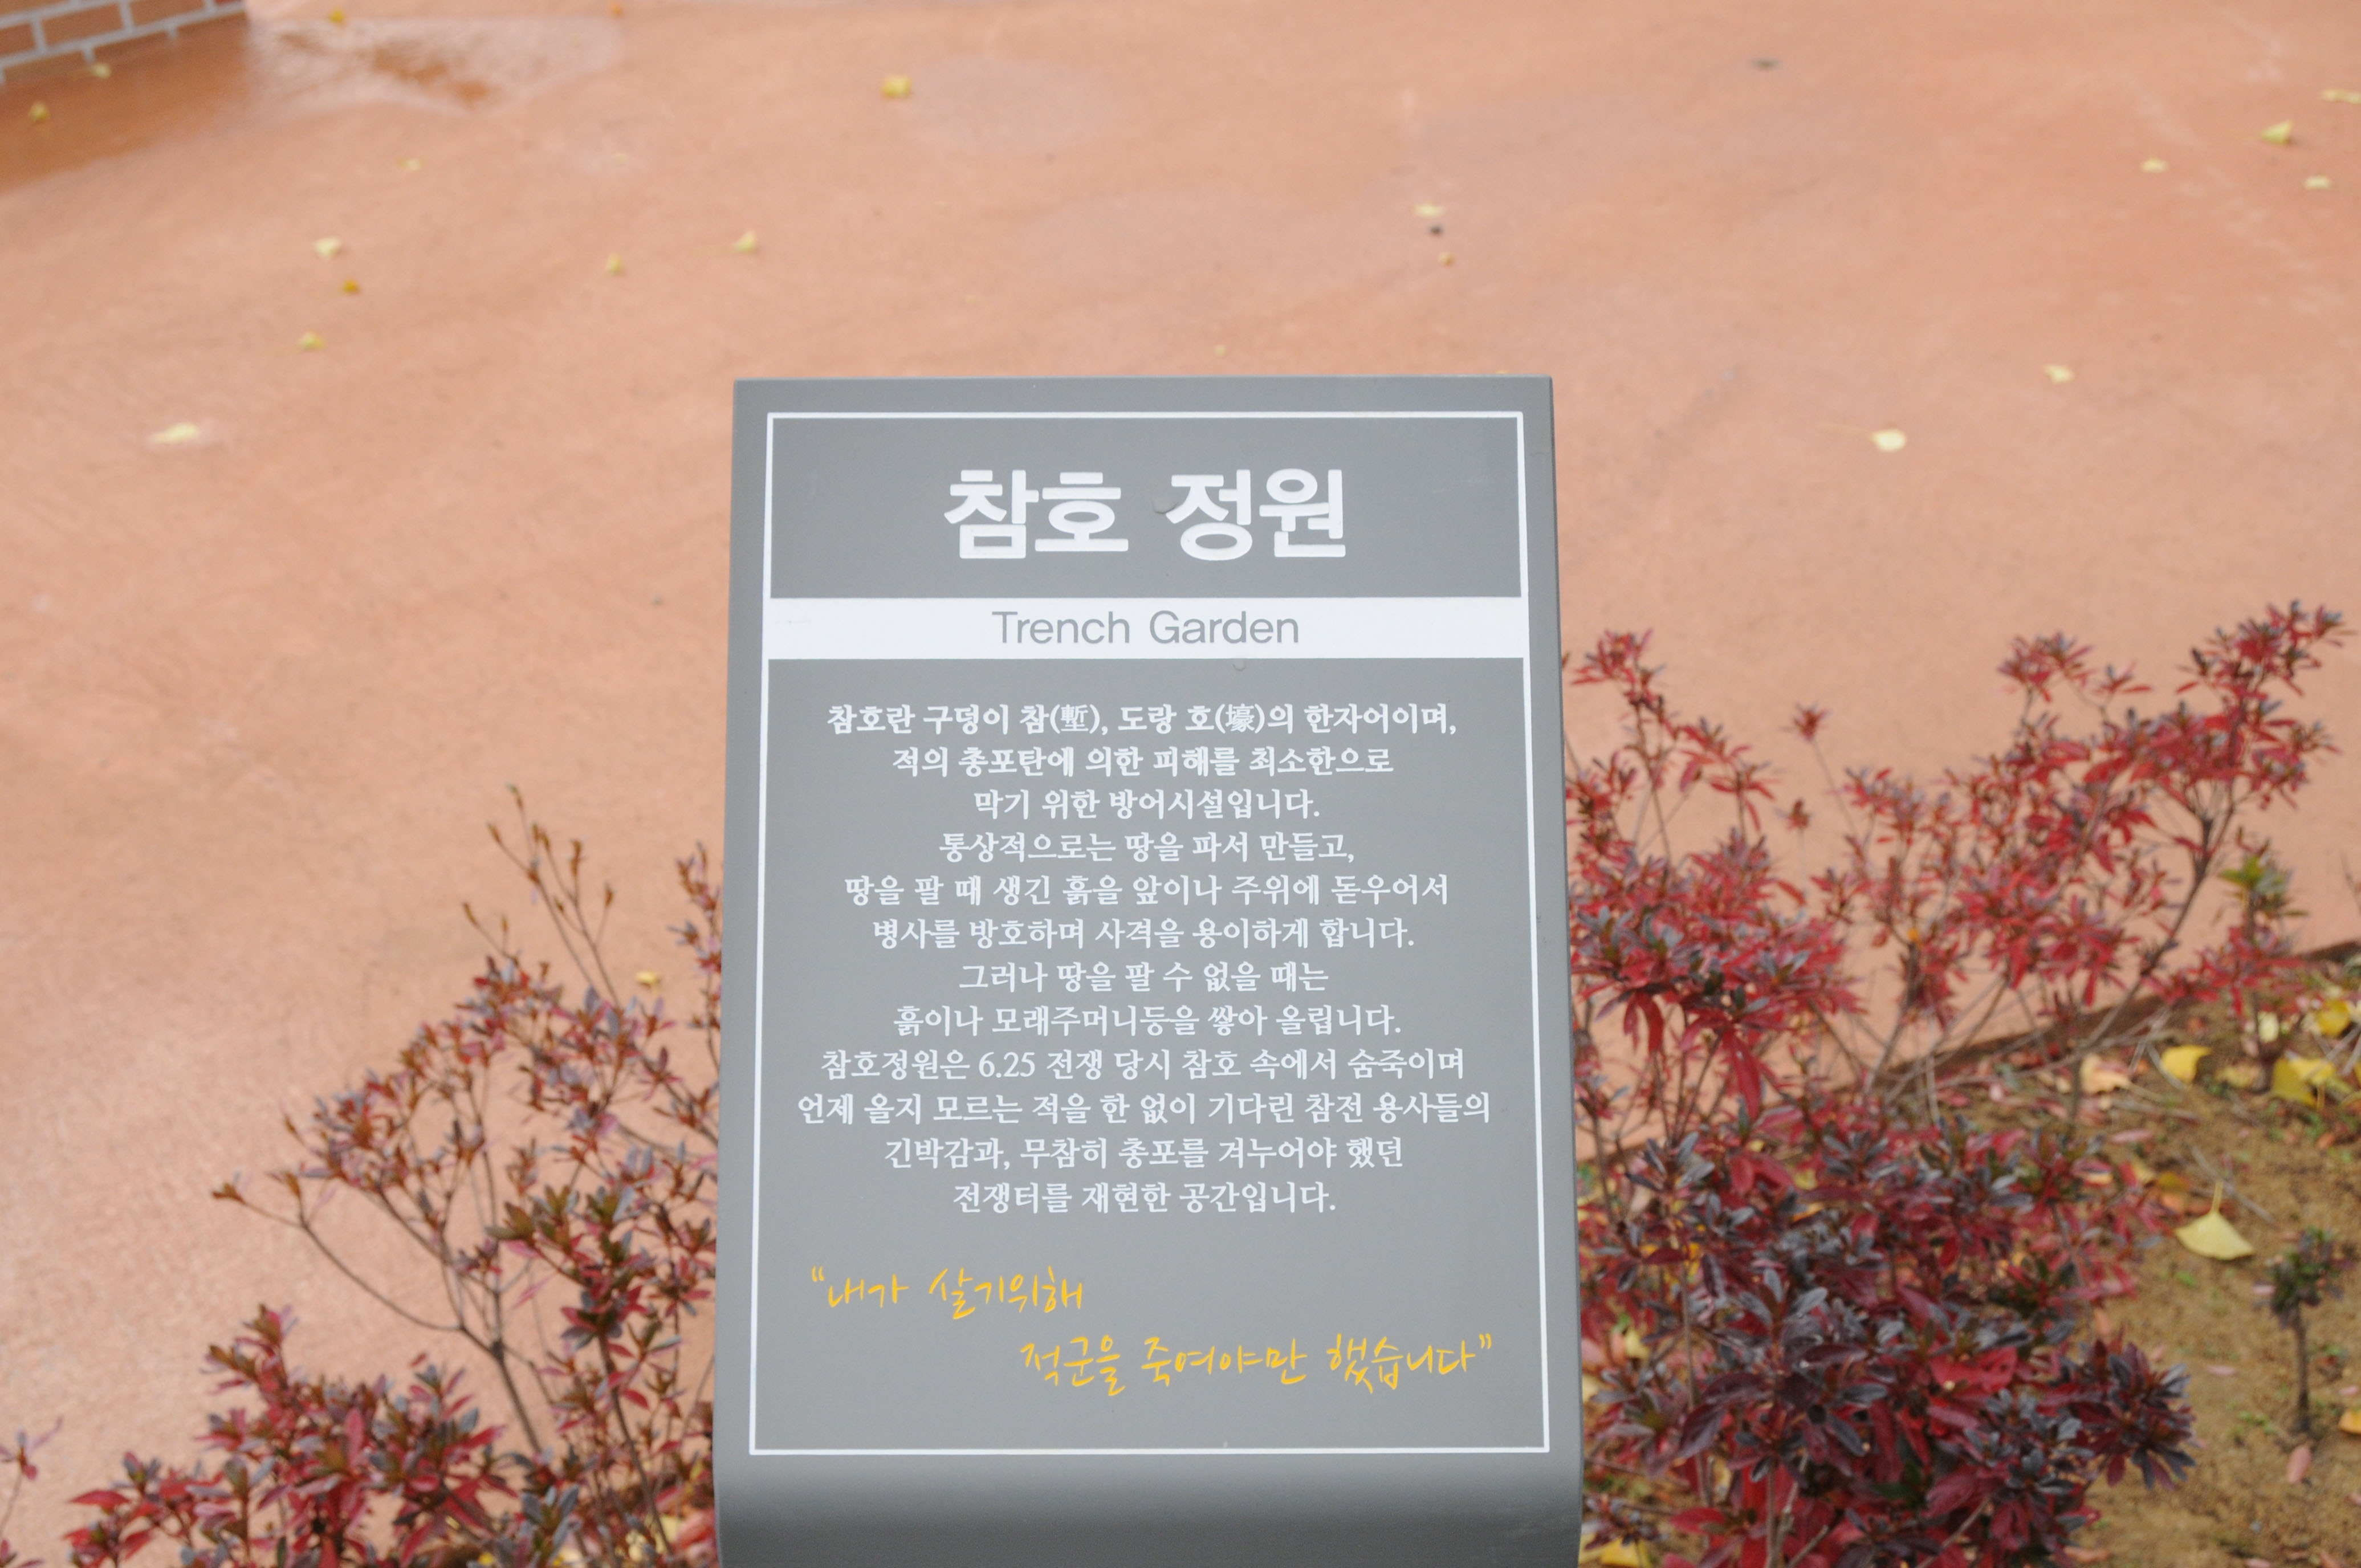 참호 정원
Trench Garden
참호란 구덩이 참(塹), 도랑 호(壕)의 한자어이며,
적의 총포탄에 의한 피해를 최소한으로
막기 위한 방어시설입니다.
통상적으로는 땅을 파서 만들고,
땅을 팔 때 생긴 흙을 앞이나 주위에 돋우어서
병사를 방호하며 사격을 용이하게 합니다.
그러나 땅을 팔 수 없을 때는
흙이나 모래주머니등을 쌓아 올립니다.
참호정원은 6.25 전쟁 당시 참호 속에서 숨죽이며
언제 올지 모르는 적을 한 없이 기다린 참전 용사들의
긴박감과, 무참히 총포를 겨누어야 했던
전쟁터를 재현한 공간입니다.
“내가 살기위해
적군을 죽여야만 했습니다”